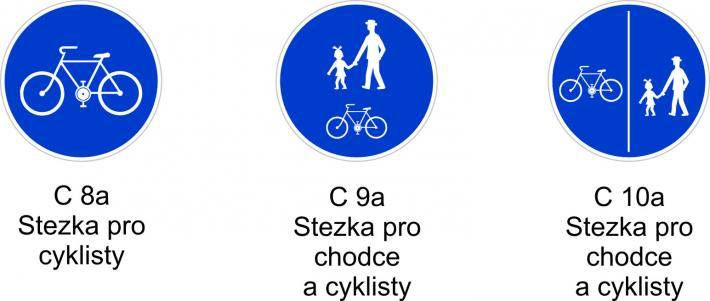 C 8a
Stezka pro
cyklisty
C 9a
Stezka pro
chodce
a cyklisty
C 10a
Stezka pro
chodce
a cyklisty